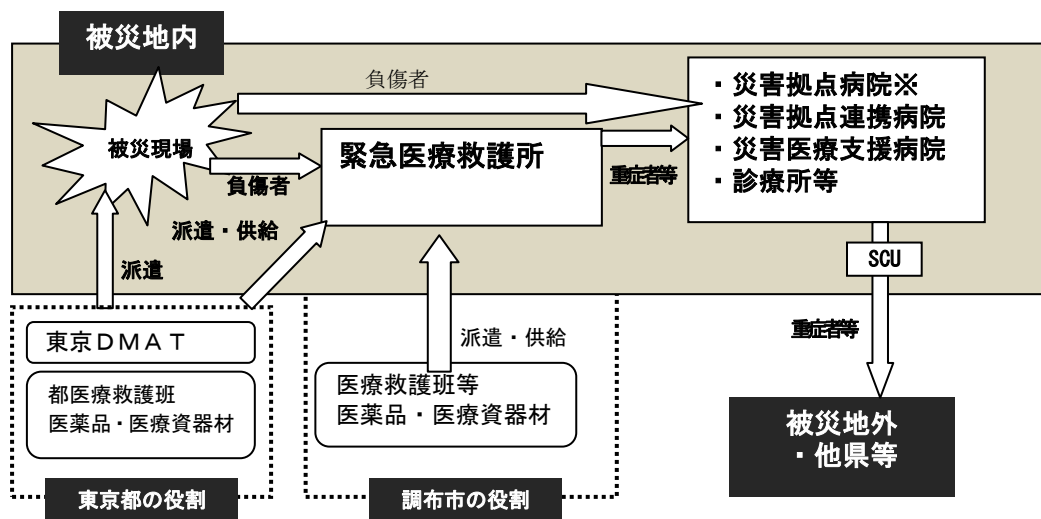 被災地内
負傷者
・災害拠点病院※
・災害拠点連携病院
・災害医療支援病院
・診療所等
被災現場
緊急医療救護所
重症者等
負傷者
派遣・供給
派遣
SCU
東京ＤＭＡＴ
都医療救護班
医薬品・医療資器材
派遣・供給
医療救護班等
医薬品・医療資器材
重症者等
被災地外
・他県等
東京都の役割
調布市の役割